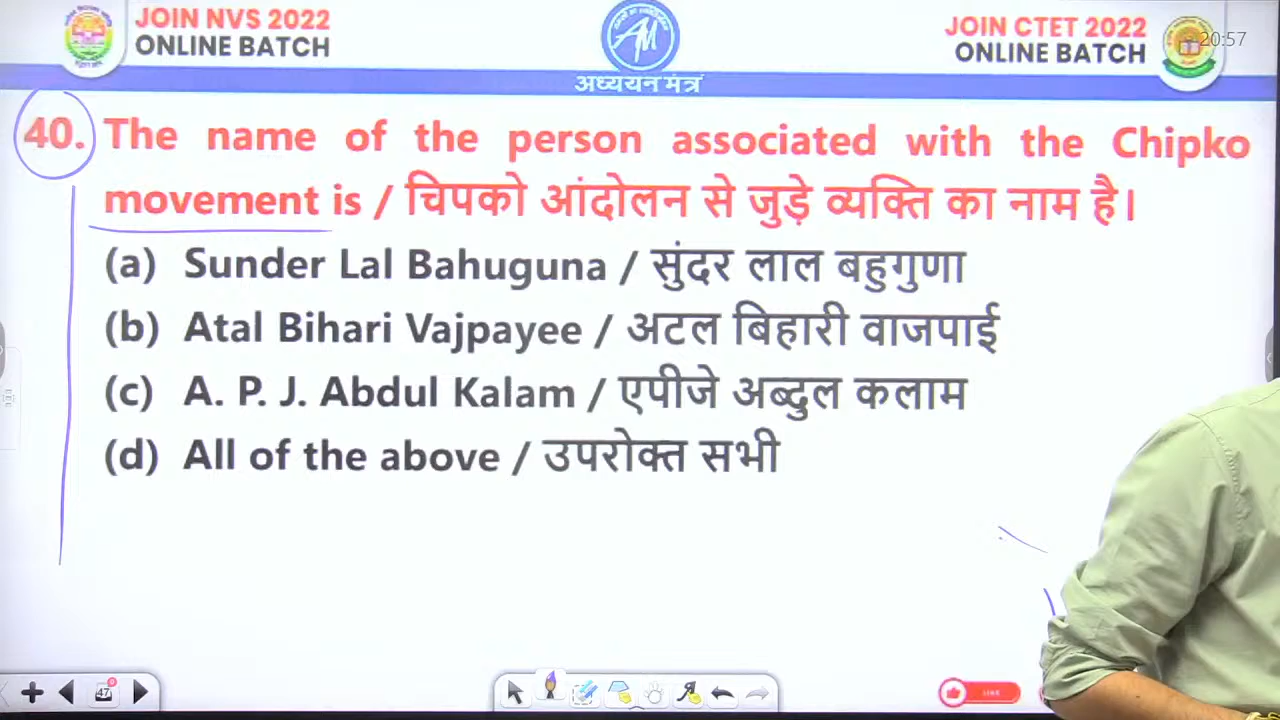 JOIN NVS 2022
ONLINE BATCH
AM
अध्ययन मंत्रं
JOIN CTET 2022
ONLINE BATCH
20:57
40. The name of the person associated with the Chipko
movement is / चिपको आंदोलन से जुड़े व्यक्ति का नाम है।
(a) Sunder Lal Bahuguna / सुंदर लाल बहुगुणा
(b) Atal Bihari Vajpayee / अटल बिहारी वाजपाई
(c) A. P. J. Abdul Kalam / एपीजे अब्दुल कलाम
(d) All of the above / उपरोक्त सभी
47
LIKE